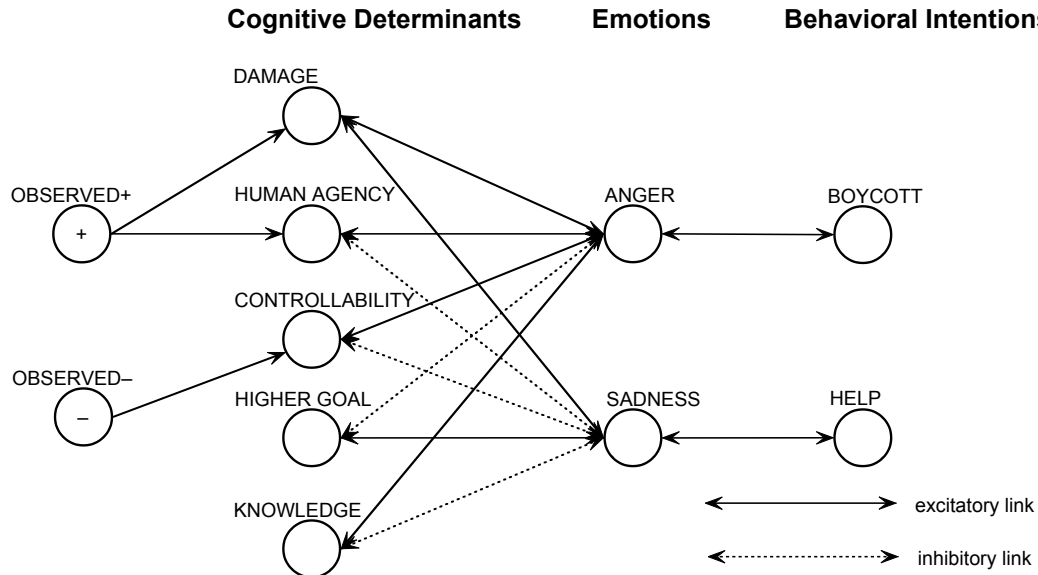 Cognitive Determinants Emotions Behavioral Intentions
DAMAGE
OBSERVED+ HUMAN AGENCY ANGER BOYCOTT
+
CONTROLLABILITY
OBSERVED–
–
HIGHER GOAL SADNESS HELP
KNOWLEDGE
excitatory link
inhibitory link